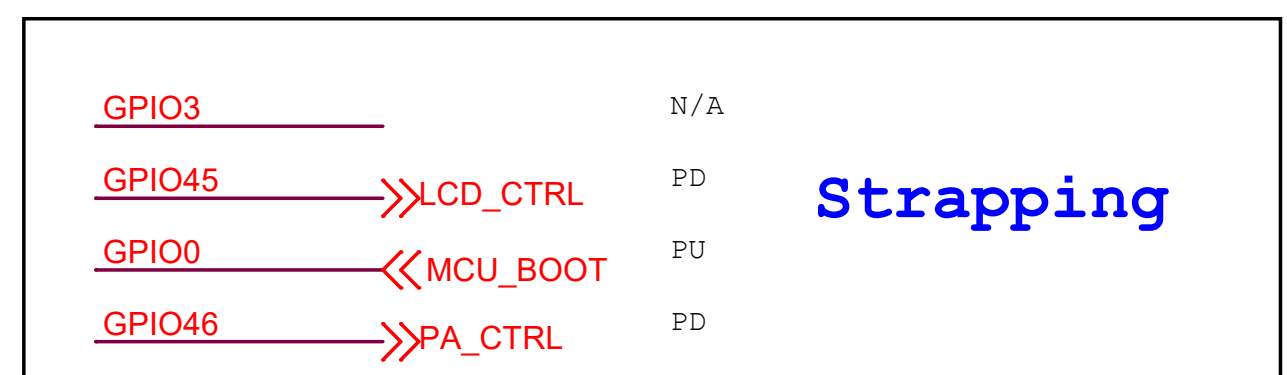 GPIO3 N/A
GPIO45 LCD_CTRL PD
Strapping
GPIO0 MCU_BOOT PU
GPIO46 PA_CTRL PD